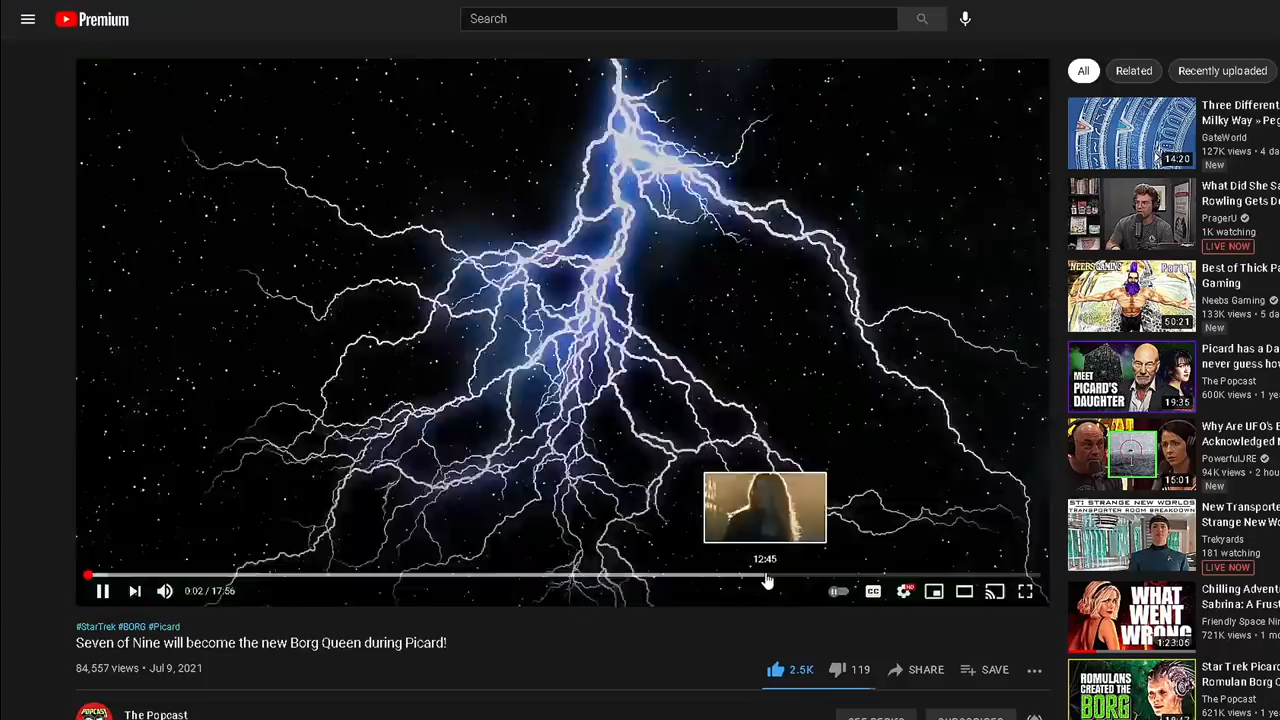 Premium
Search
All
Related
Recently uploaded
Three Different
Milky Way » Peg
GateWorld
127K views • 4 da
New
14:20
What Did She Sa
Rowling Gets De
PragerU
1K watching
LIVE NOW
NEEBS GAMING
Part 1
50:21
Best of Thick Pa
Gaming
Neebs Gaming
133K views • 5 da
New
MEET
PICARD'S
DAUGHTER
19:35
Picard has a Da
never guess how
The Popcast
600K Views • 1 ye
15:01
Why Are UFO's B
Acknowledged
PowerfulJRE
94K Views • 2 hou
New
ST: STRANGE NEW WORLDS
TRANSPORTER ROOM BREAKDOWN
New Transporte
Strange New W
Trekyards
181 watching
LIVE NOW
WHAT
WENT
WRONG
1:23:05
Chilling Advent
Sabrina: A Frust
Friendly Space Nin
721K views • 1 mo
ROMULANS
CREATED THE
BORG
Star Trek Picard
Romulan Borg C
The Popcast
621K Views • 1 ye
12:45
0:02 / 17:56
CC
HD
#StarTrek #BORG #Picard
Seven of Nine will become the new Borg Queen during Picard!
84,557 views • Jul 9, 2021
2.5K
119
SHARE
SAVE
POPCAST
The Popcast